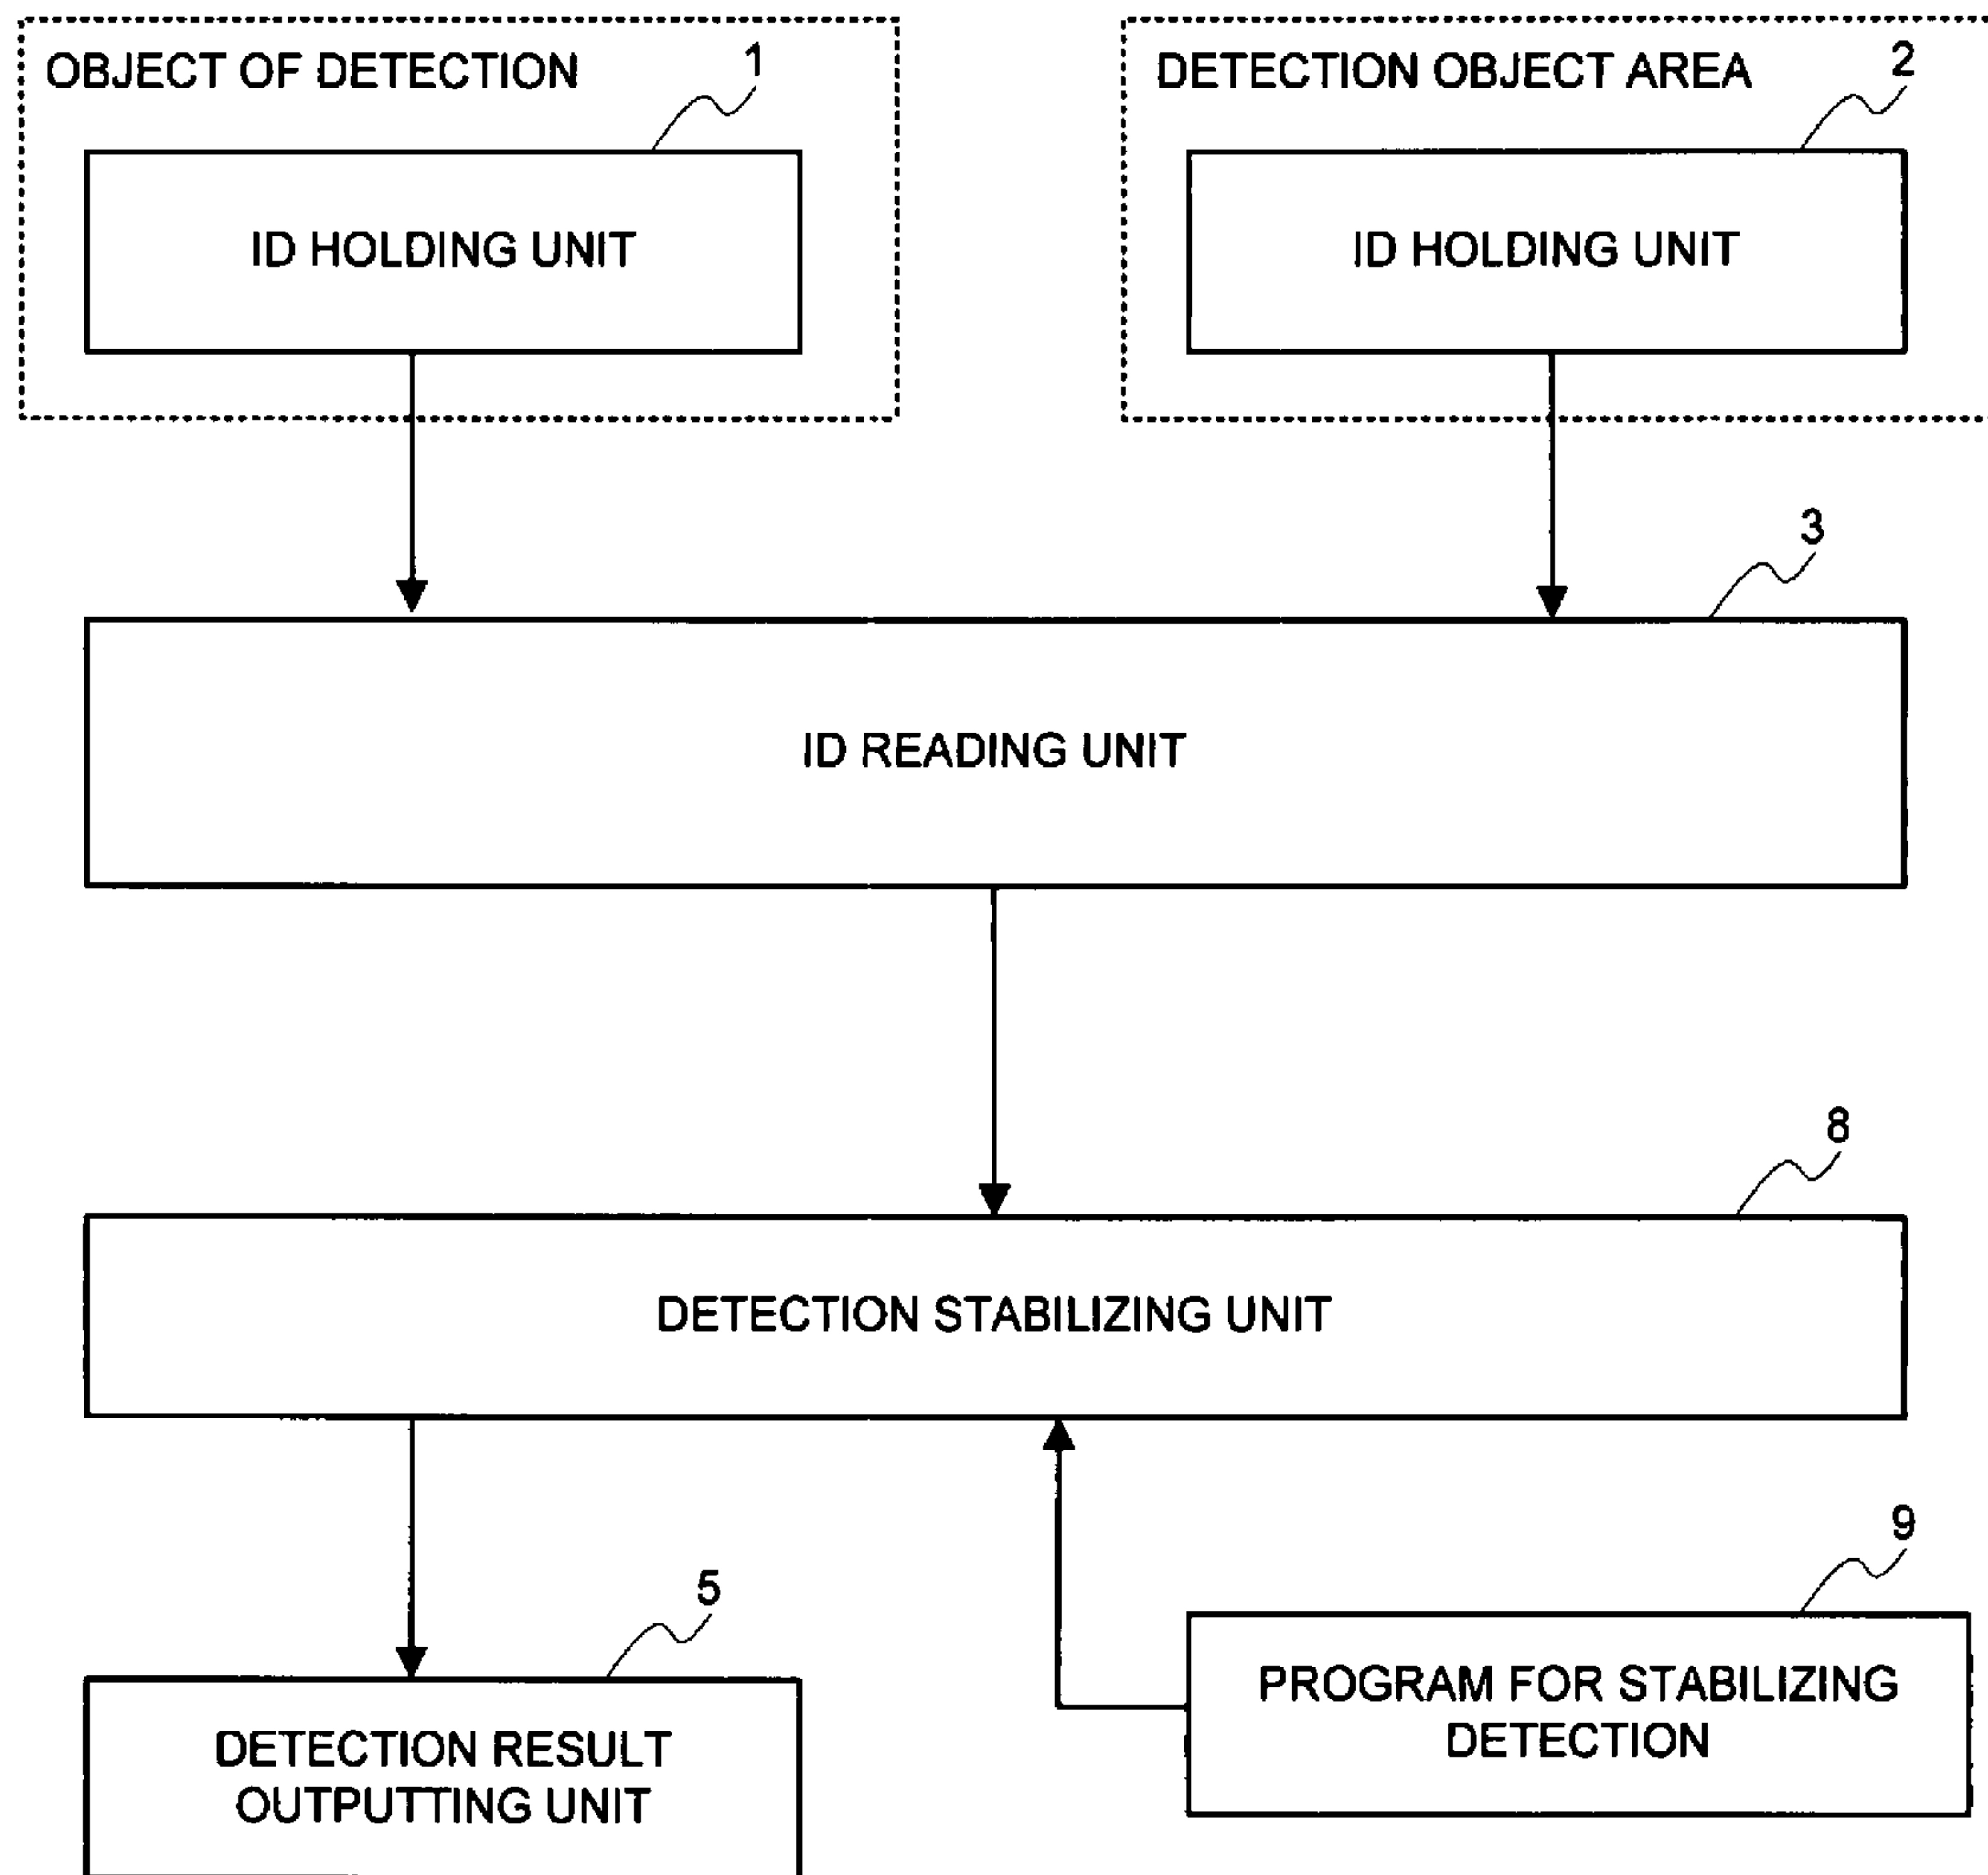 OBJECT OF DETECTION
1
ID HOLDING UNIT
DETECTION OBJECT AREA
2
ID HOLDING UNIT
3
ID READING UNIT
8
DETECTION STABILIZING UNIT
5
DETECTION RESULT
OUTPUTTING UNIT
9
PROGRAM FOR STABILIZING
DETECTION